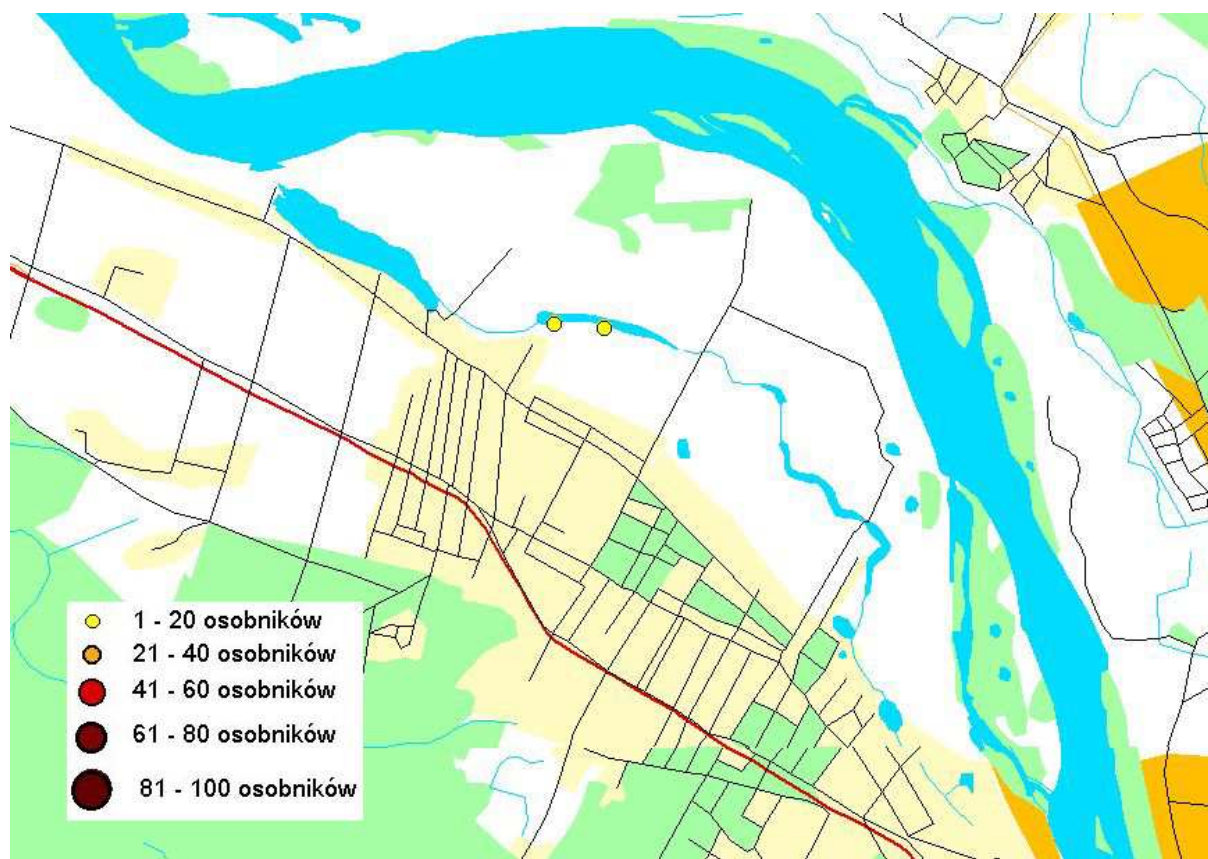 1 - 20 osobników
21 - 40 osobników
41 - 60 osobników
61 - 80 osobników
81 - 100 osobników